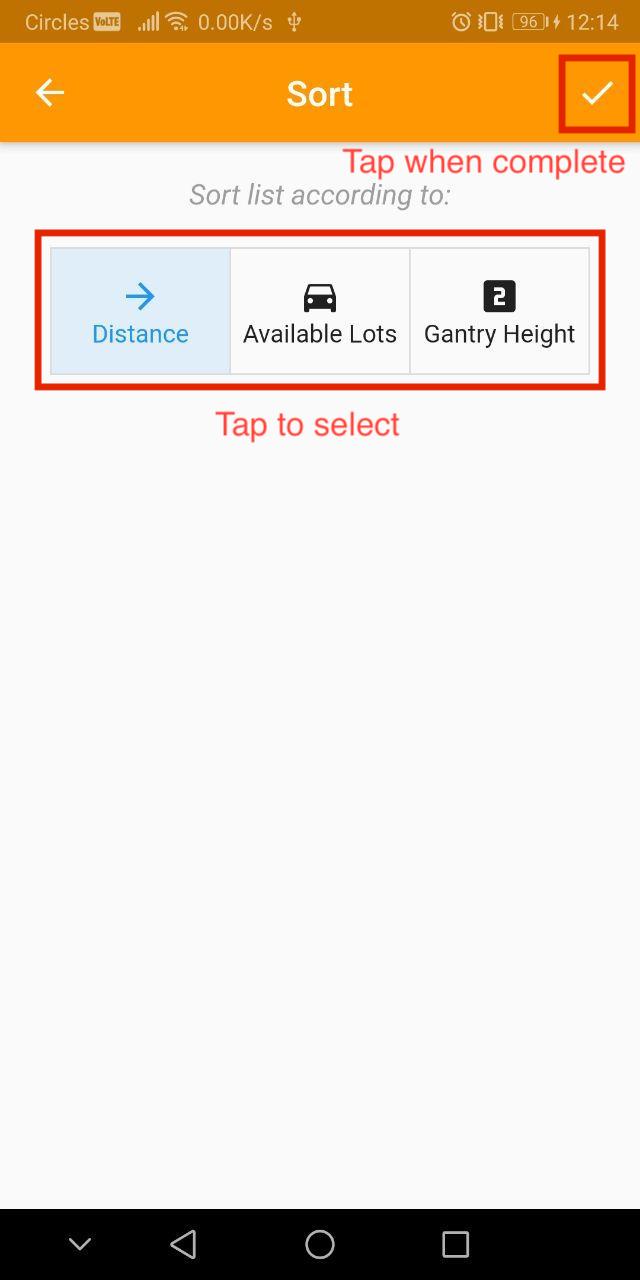 Circles VoLTE 0.00K/s 96 12:14
Sort
Tap when complete
Sort list according to:
2
Distance Available Lots Gantry Height
Tap to select